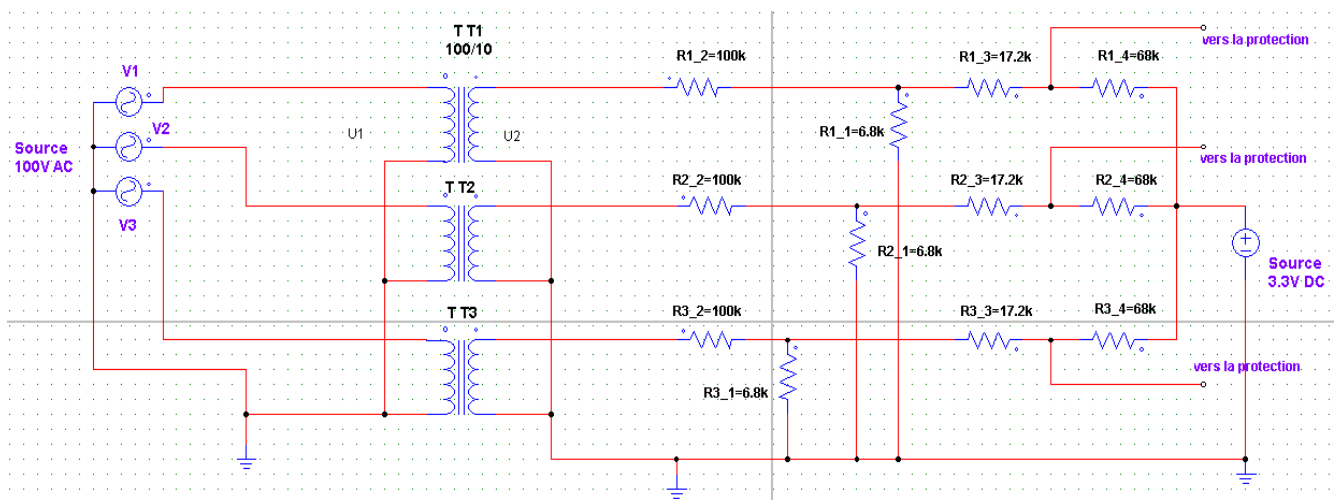 T T1
100/10
V1
V2
V3
Source
100V AC
U1
U2
R1_2=100k
R1_1=6.8k
R1_3=17.2k
R1_4=68k
vers la protection
T T2
R2_2=100k
R2_1=6.8k
R2_3=17.2k
R2_4=68k
vers la protection
Source
3.3V DC
T T3
R3_2=100k
R3_1=6.8k
R3_3=17.2k
R3_4=68k
vers la protection